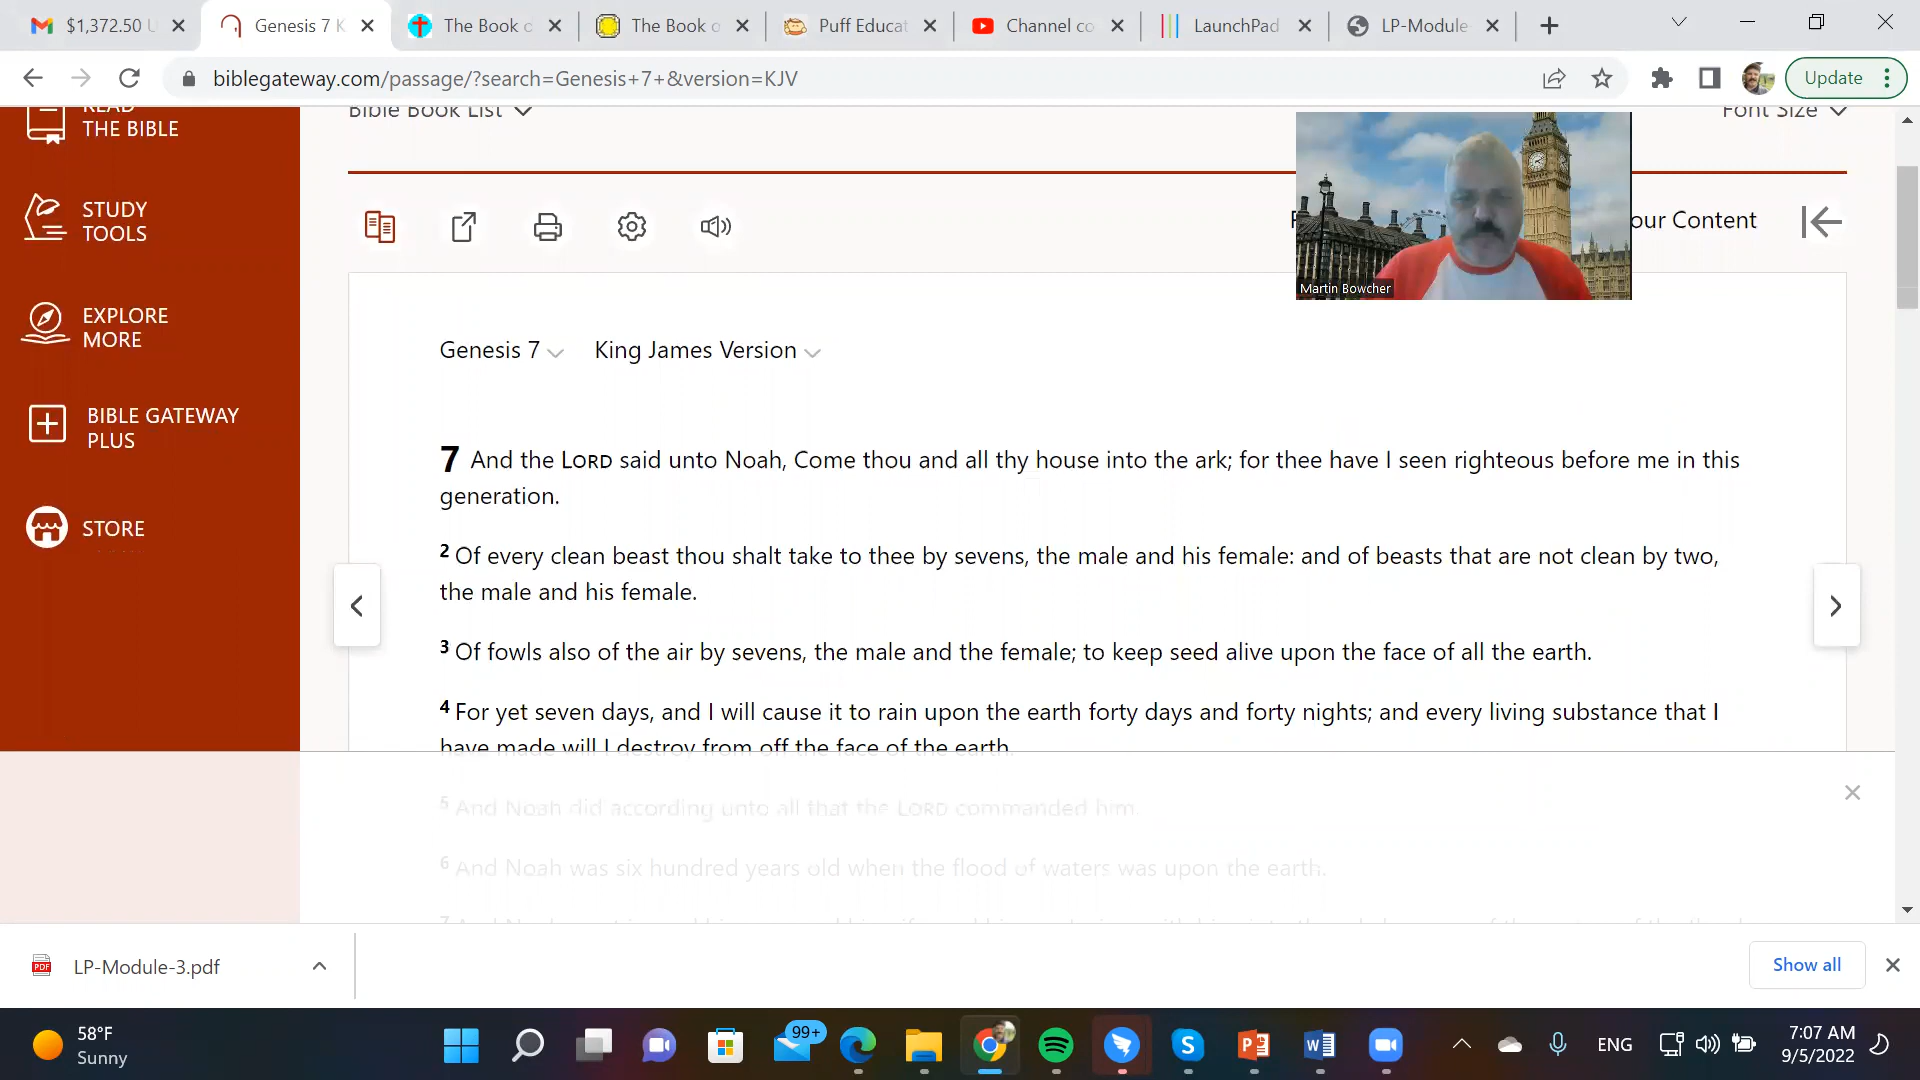 $1,372.50 U
Genesis 7 K
The Book o
The Book o
Puff Educat
Channel co
LaunchPad
LP-Module
biblegateway.com/passage/?search=Genesis+7+&version=KJV
Update
READ
THE BIBLE
Bible Book List
Font Size
STUDY
TOOLS
our Content
Martin Bowcher
EXPLORE
MORE
BIBLE GATEWAY
PLUS
STORE
Genesis 7
King James Version
7 And the LORD said unto Noah, Come thou and all thy house into the ark; for thee have I seen righteous before me in this
generation.
2 Of every clean beast thou shalt take to thee by sevens, the male and his female: and of beasts that are not clean by two,
the male and his female.
3 Of fowls also of the air by sevens, the male and the female; to keep seed alive upon the face of all the earth.
4 For yet seven days, and I will cause it to rain upon the earth forty days and forty nights; and every living substance that I
have made will I destroy from off the face of the earth.
5 And Noah did according unto all that the LORD commanded him.
6 And Noah was six hundred years old when the flood of waters was upon the earth.
PDF
LP-Module-3.pdf
Show all
58°F
Sunny
99+
ENG
7:07 AM
9/5/2022